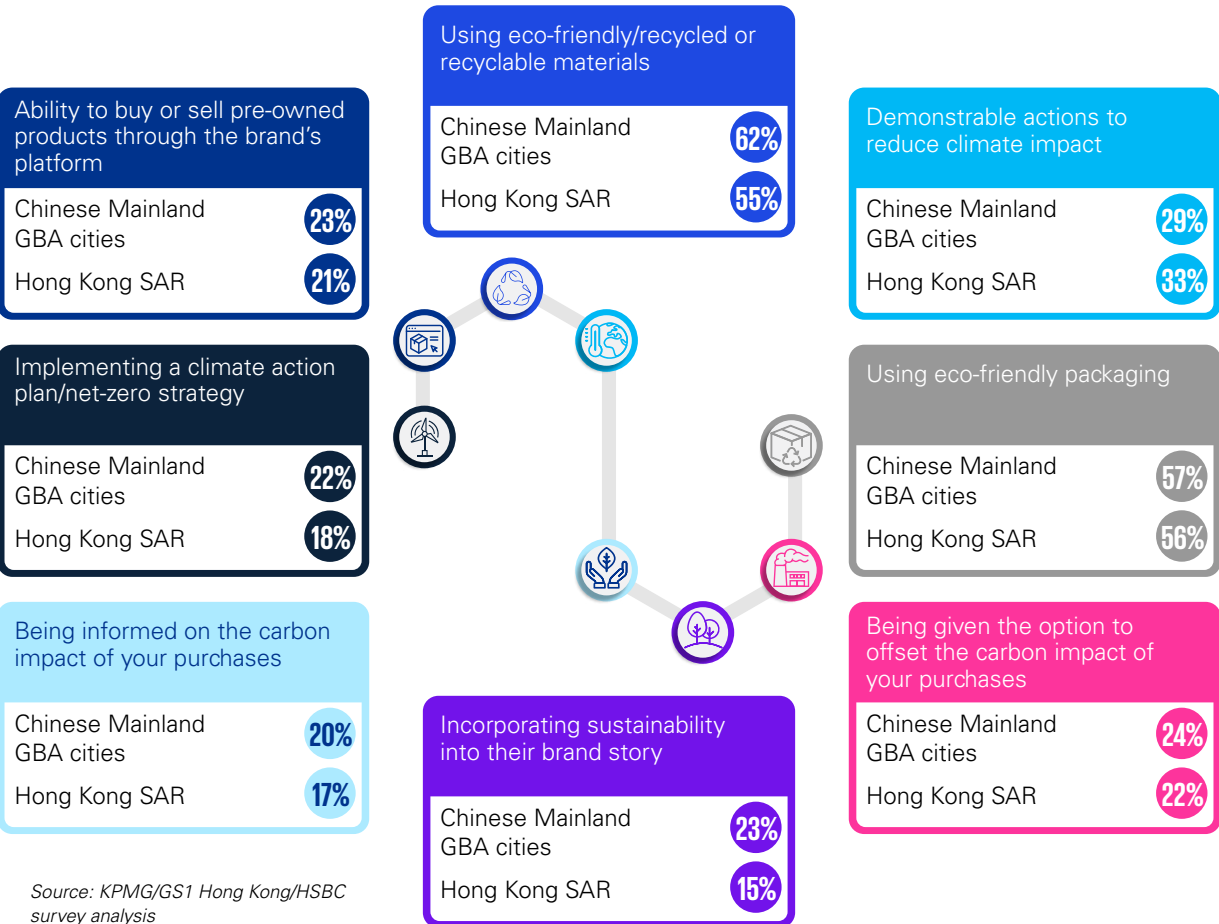 Using eco-friendly/recycled or
recyclable materials
Chinese Mainland
GBA cities
62%
Hong Kong SAR
55%
Ability to buy or sell pre-owned
products through the brand's
platform
Chinese Mainland
GBA cities
23%
Hong Kong SAR
21%
Demonstrable actions to
reduce climate impact
Chinese Mainland
GBA cities
29%
Hong Kong SAR
33%
Implementing a climate action
plan/net-zero strategy
Chinese Mainland
GBA cities
22%
Hong Kong SAR
18%
Using eco-friendly packaging
Chinese Mainland
GBA cities
57%
Hong Kong SAR
56%
Being informed on the carbon
impact of your purchases
Chinese Mainland
GBA cities
20%
Hong Kong SAR
17%
Incorporating sustainability
into their brand story
Chinese Mainland
GBA cities
23%
Hong Kong SAR
15%
Being given the option to
offset the carbon impact of
your purchases
Chinese Mainland
GBA cities
24%
Hong Kong SAR
22%
Source: KPMG/GS1 Hong Kong/HSBC
survey analysis